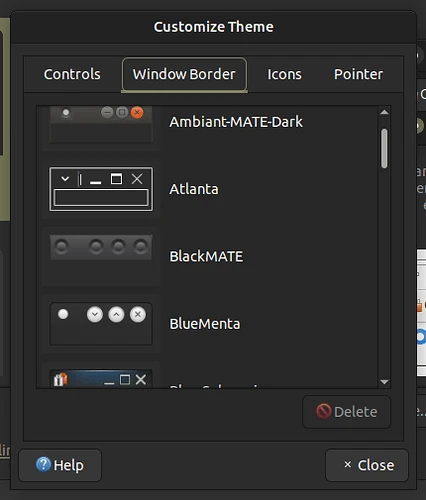 Customize Theme
Controls
Window Border
Icons
Pointer
Ambiant-MATE-Dark
Atlanta
BlackMATE
BlueMenta
Delete
Help
Close